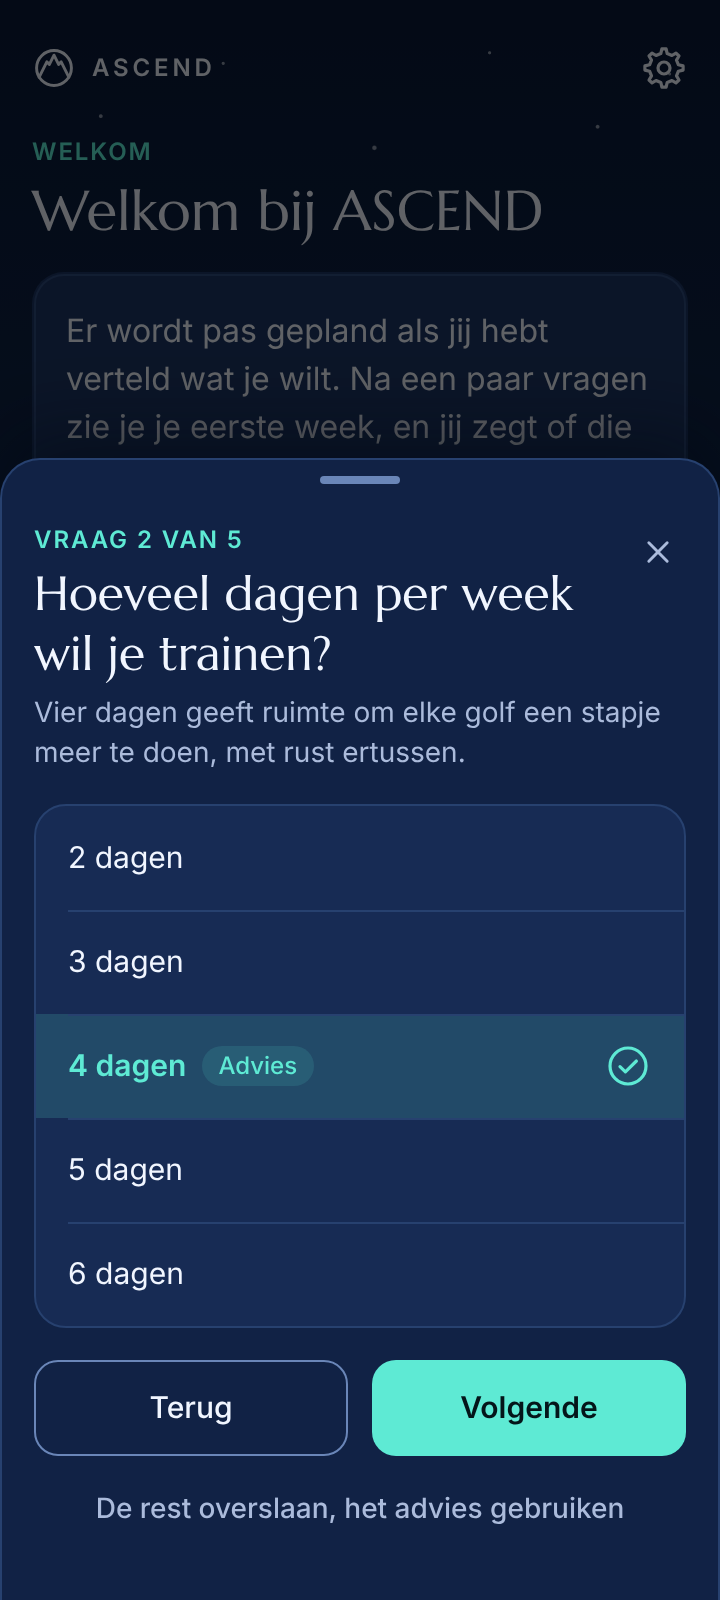 ASCEND
WELKOM
Welkom bij ASCEND
Er wordt pas gepland als jij hebt
verteld wat je wilt. Na een paar vragen
zie je je eerste week, en jij zegt of die
VRAAG 2 VAN 5
Hoeveel dagen per week
wil je trainen?
Vier dagen geeft ruimte om elke golf een stapje
meer te doen, met rust ertussen.
2 dagen
3 dagen
4 dagen Advies
5 dagen
6 dagen
Terug Volgende
De rest overslaan, het advies gebruiken